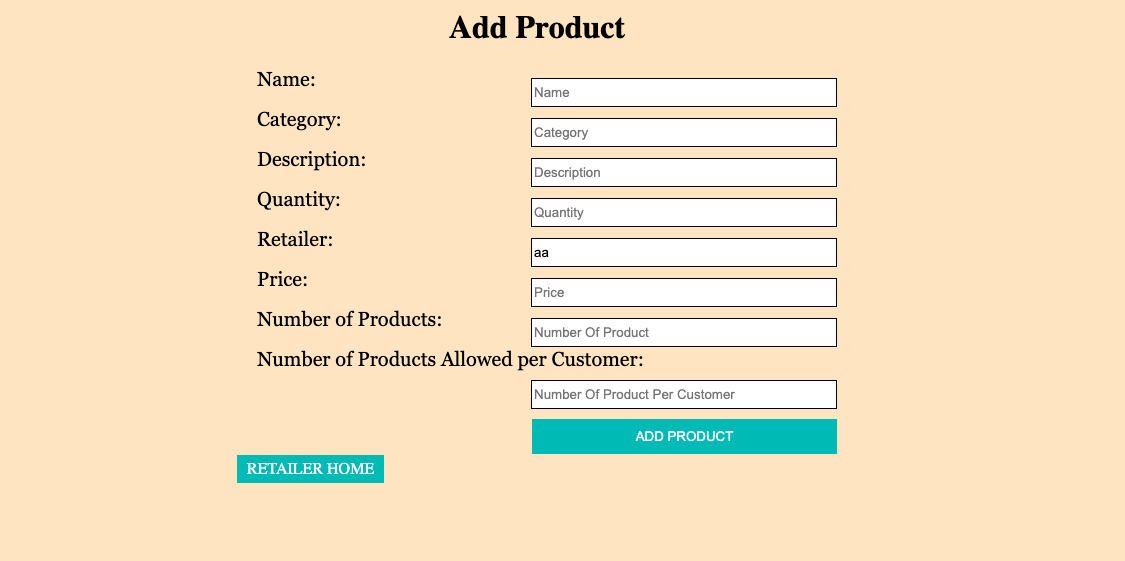 Add Product
Name:
Name
Category:
Category
Description:
Description
Quantity:
Quantity
Retailer:
aa
Price:
Price
Number of Products:
Number Of Product
Number of Products Allowed per Customer:
Number Of Product Per Customer
ADD PRODUCT
RETAILER HOME